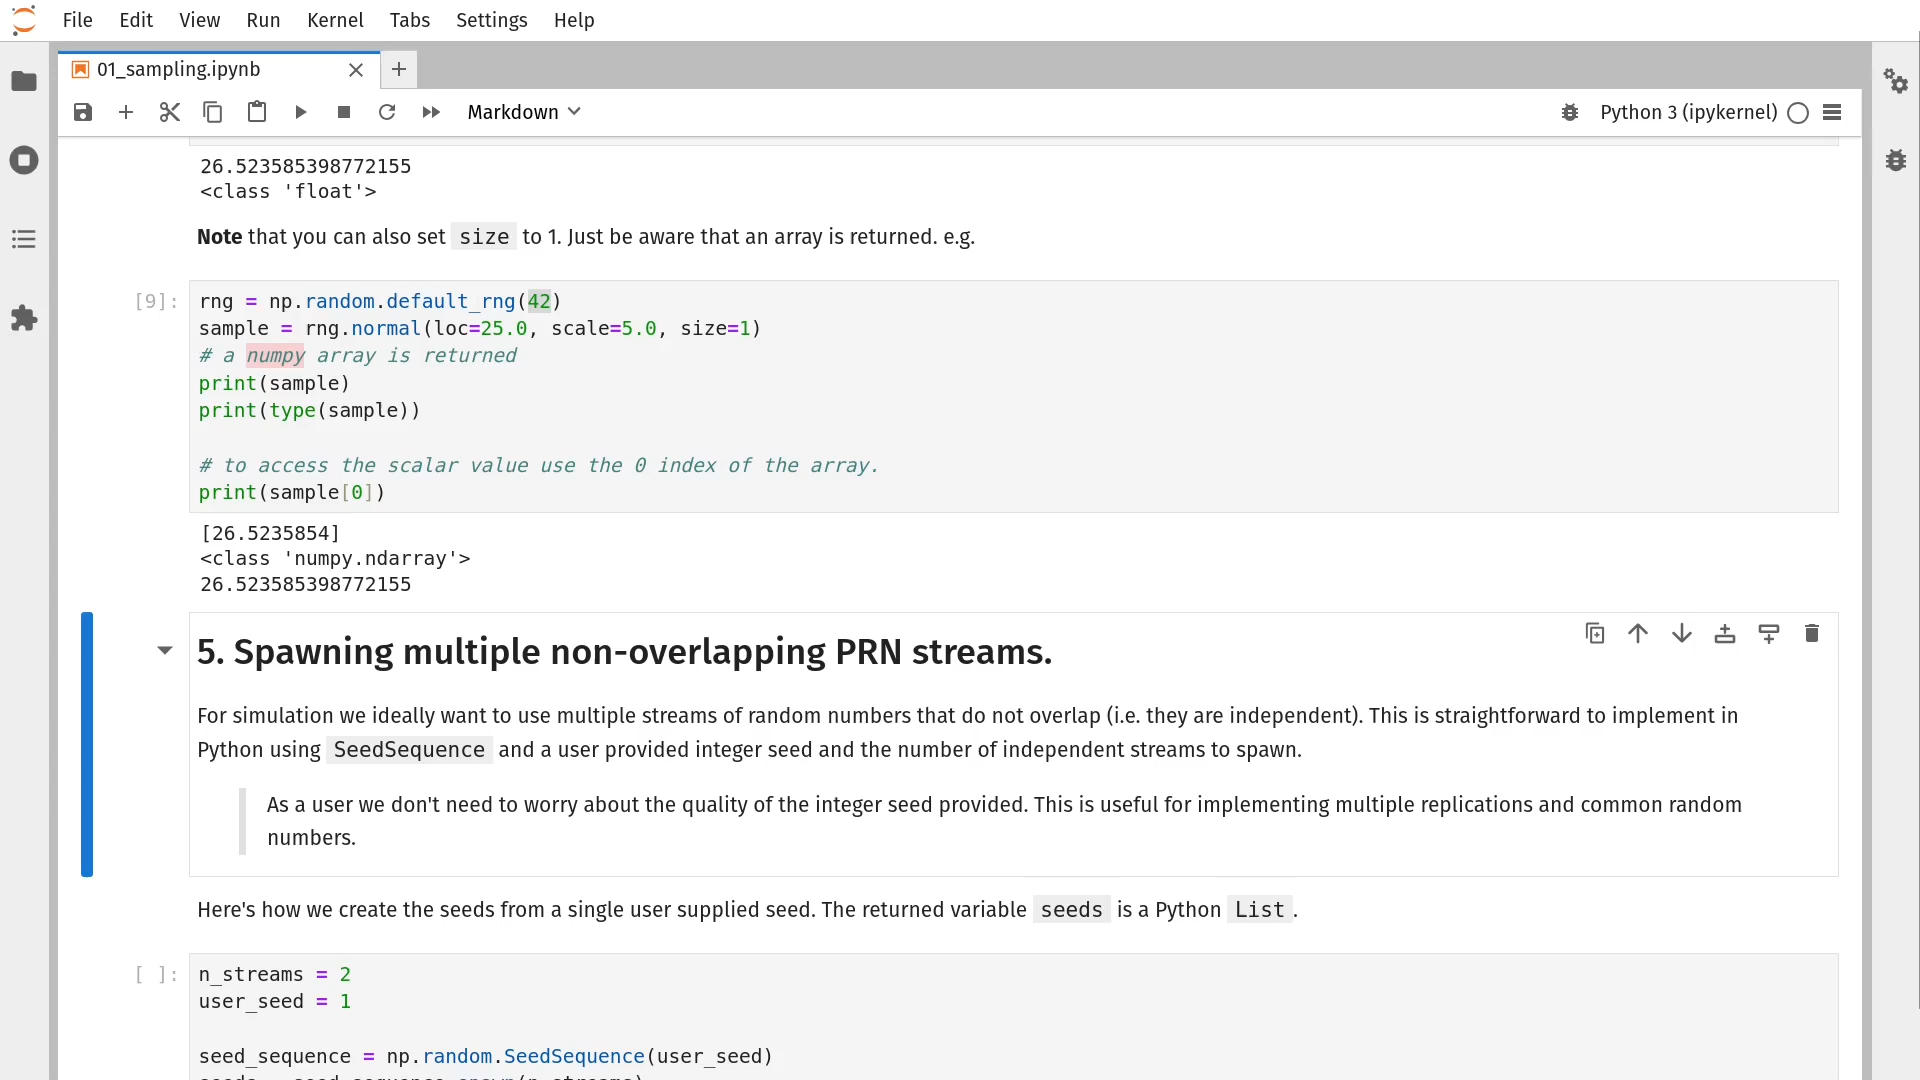 File Edit View Run Kernel Tabs Settings Help
01_sampling.ipynb
Markdown
Python 3 (ipykernel)
26.523585398772155
<class 'float'>
Note that you can also set size to 1. Just be aware that an array is returned. e.g.
[9]: rng = np.random.default_rng(42)
sample = rng.normal(loc=25.0, scale=5.0, size=1)
# a numpy array is returned
print(sample)
print(type(sample))
# to access the scalar value use the 0 index of the array.
print(sample[0])
[26.5235854]
<class 'numpy.ndarray'>
26.523585398772155
5. Spawning multiple non-overlapping PRN streams.
For simulation we ideally want to use multiple streams of random numbers that do not overlap (i.e. they are independent). This is straightforward to implement in
Python using SeedSequence and a user provided integer seed and the number of independent streams to spawn.
As a user we don't need to worry about the quality of the integer seed provided. This is useful for implementing multiple replications and common random
numbers.
Here's how we create the seeds from a single user supplied seed. The returned variable seeds is a Python List.
[ ]: n_streams = 2
user_seed = 1
seed_sequence = np.random.SeedSequence(user_seed)